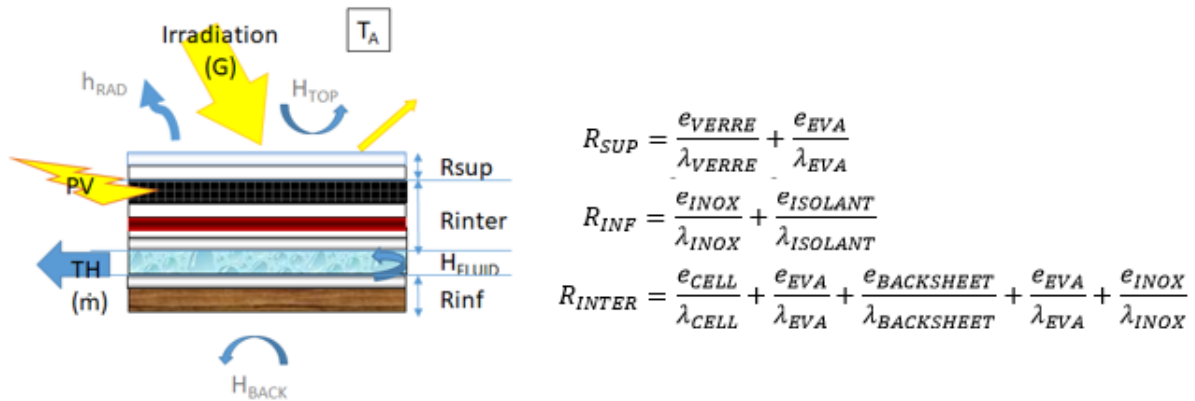 Irradiation
(G)
T_A
h_RAD
H_TOP
PV
Rsup
Rinter
TH
(ṁ)
H_FLUID
Rinf
H_BACK
R_SUP = e_VERRE/λ_VERRE + e_EVA/λ_EVA
R_INF = e_INOX/λ_INOX + e_ISOLANT/λ_ISOLANT
R_INTER = e_CELL/λ_CELL + e_EVA/λ_EVA + e_BACKSHEET/λ_BACKSHEET + e_EVA/λ_EVA + e_INOX/λ_INOX